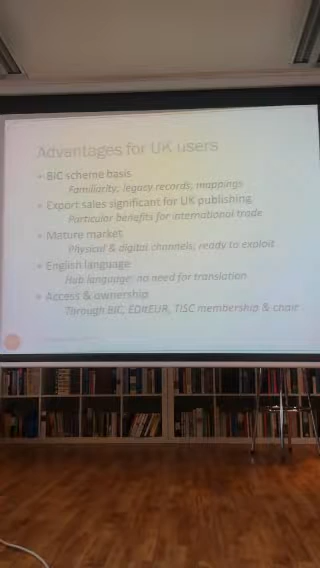 Advantages for UK users
BIC scheme basis
Familiarity; legacy records; mappings
Export sales significant for UK publishing
Particular benefits for international trade
Mature market
Physical & digital channels; ready to exploit
English language
Hub language: no need for translation
Access & ownership
Through BIC, EDItEUR, TISC membership & chair